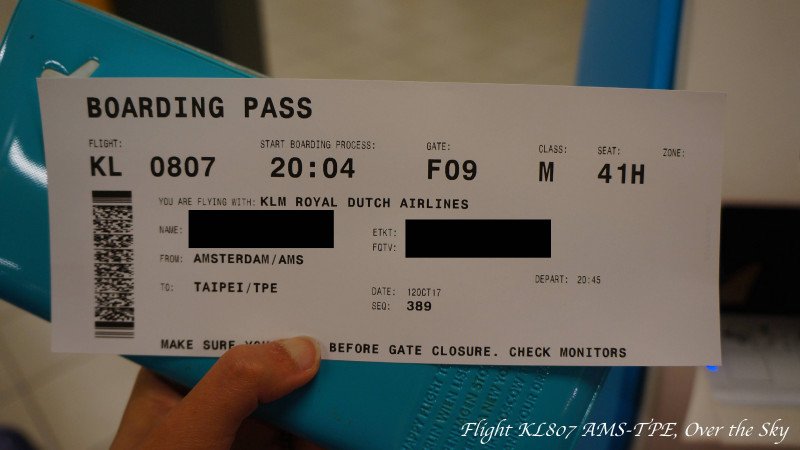 BOARDING PASS
FLIGHT: START BOARDING PROCESS: GATE: CLASS: SEAT: ZONE:
KL 0807 20:04 F09 M 41H
YOU ARE FLYING WITH: KLM ROYAL DUTCH AIRLINES
NAME: ETKT:
FQTV:
FROM: AMSTERDAM/AMS
DEPART: 20:45
TO: TAIPEI/TPE DATE: 12OCT17
SEQ: 389
MAKE SURE BEFORE GATE CLOSURE. CHECK MONITORS
Flight KL807 AMS-TPE, Over the Sky